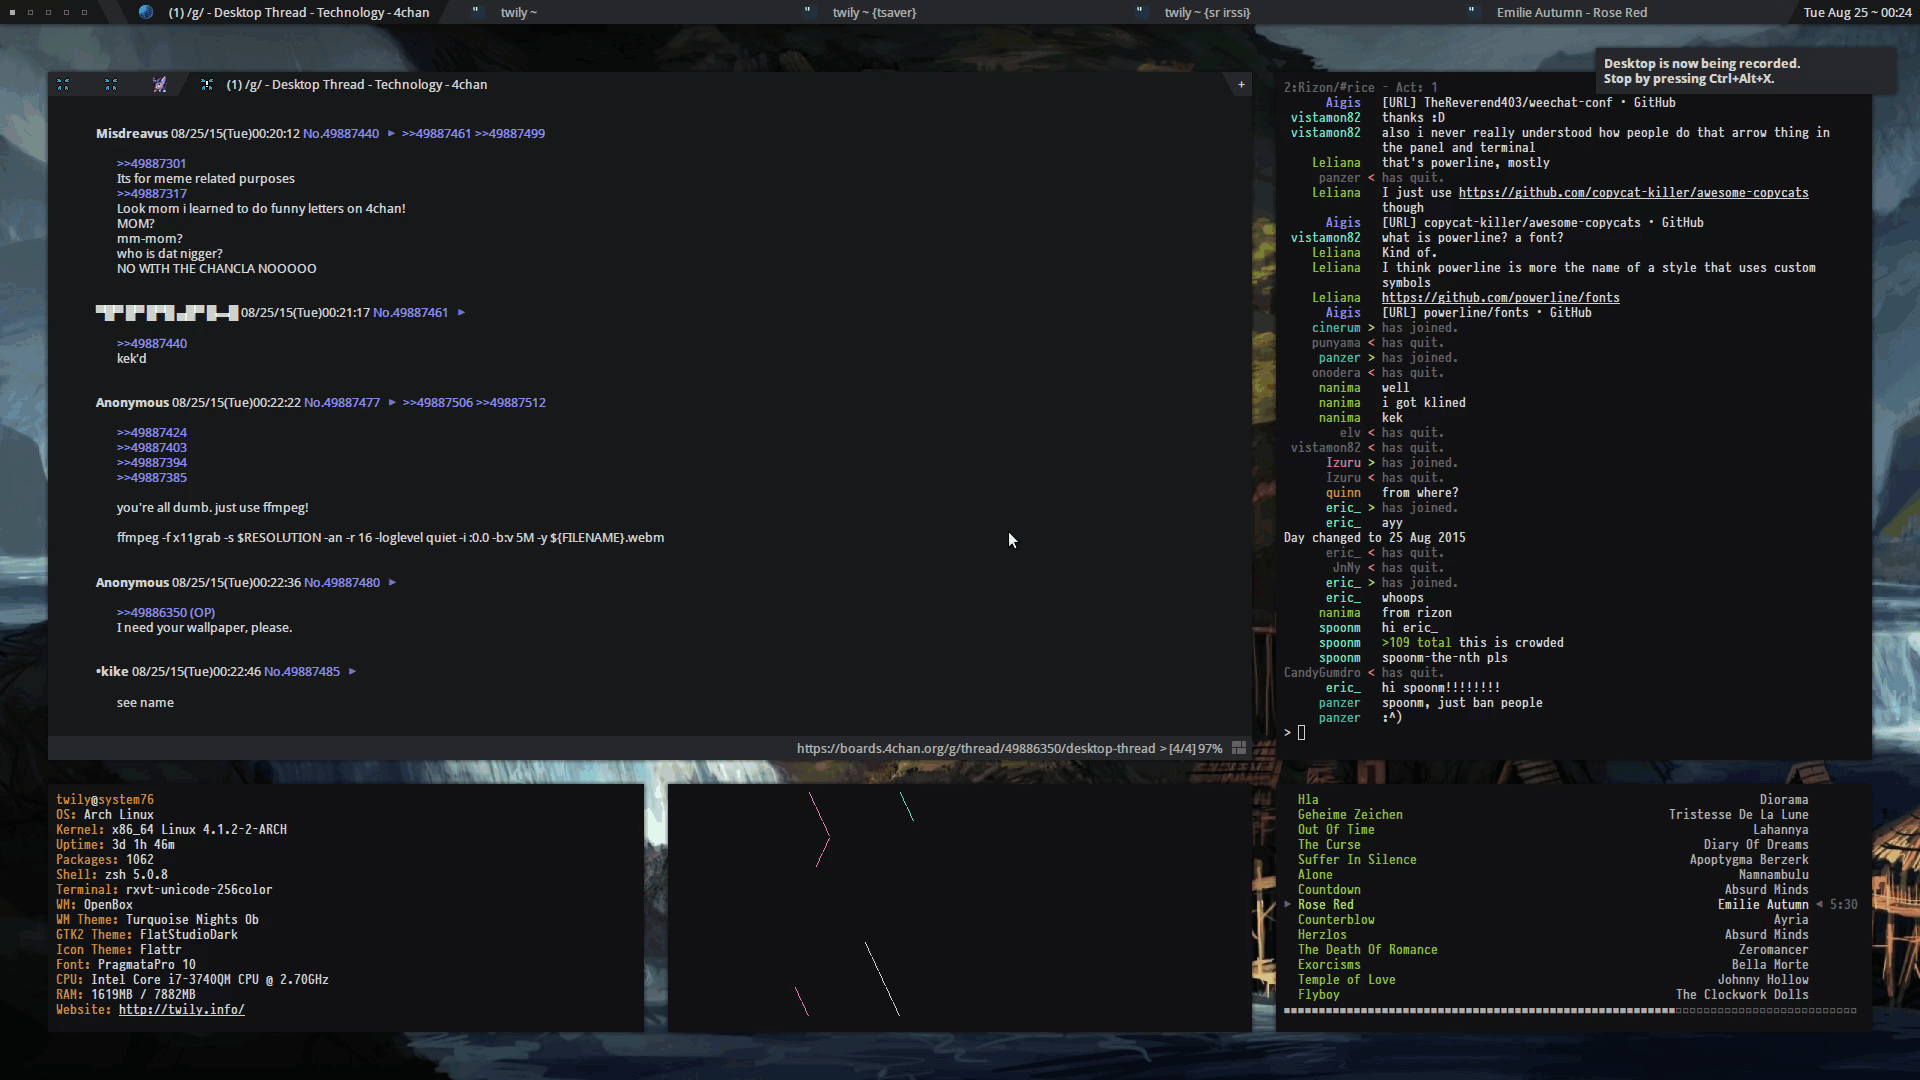 (1) /g/ - Desktop Thread - Technology - 4chan
" twily ~
" twily ~ {tsaver}
" twily ~ {sr irssi}
" Emilie Autumn - Rose Red
Tue Aug 25 ~ 00:24
Desktop is now being recorded.
Stop by pressing Ctrl+Alt+X.
(1) /g/ - Desktop Thread - Technology - 4chan
+
Misdreavus 08/25/15(Tue)00:20:12 No.49887440 ► >>49887461 >>49887499
>>49887301
Its for meme related purposes
>>49887317
Look mom i learned to do funny letters on 4chan!
MOM?
mm-mom?
who is dat nigger?
NO WITH THE CHANCLA NOOOOO
08/25/15(Tue)00:21:17 No.49887461 ►
>>49887440
kek'd
Anonymous 08/25/15(Tue)00:22:22 No.49887477 ► >>49887506 >>49887512
>>49887424
>>49887403
>>49887394
>>49887385
you're all dumb. just use ffmpeg!
ffmpeg -f x11grab -s $RESOLUTION -an -r 16 -loglevel quiet -i :0.0 -b:v 5M -y ${FILENAME}.webm
Anonymous 08/25/15(Tue)00:22:36 No.49887480 ►
>>49886350 (OP)
I need your wallpaper, please.
•kike 08/25/15(Tue)00:22:46 No.49887485 ►
see name
https://boards.4chan.org/g/thread/49886350/desktop-thread > [4/4] 97%
2:Rizon/#rice - Act: 1
Aigis [URL] TheReverend403/weechat-conf • GitHub
vistamon82 thanks :D
vistamon82 also i never really understood how people do that arrow thing in
the panel and terminal
Leliana that's powerline, mostly
panzer < has quit.
Leliana I just use https://github.com/copycat-killer/awesome-copycats
though
Aigis [URL] copycat-killer/awesome-copycats • GitHub
vistamon82 what is powerline? a font?
Leliana Kind of.
Leliana I think powerline is more the name of a style that uses custom
symbols
Leliana https://github.com/powerline/fonts
Aigis [URL] powerline/fonts • GitHub
cinerum > has joined.
punyama < has quit.
panzer > has joined.
onodera < has quit.
nanima well
nanima i got klined
nanima kek
elv < has quit.
vistamon82 < has quit.
Izuru > has joined.
Izuru < has quit.
quinn from where?
eric_ > has joined.
eric_ ayy
Day changed to 25 Aug 2015
eric_ < has quit.
JnNy < has quit.
eric_ > has joined.
eric_ whoops
nanima from rizon
spoonm hi eric_
spoonm >109 total this is crowded
spoonm spoonm-the-nth pls
CandyGumdro < has quit.
eric_ hi spoonm!!!!!!!!
panzer spoonm, just ban people
panzer :^)
>
twily@system76
OS: Arch Linux
Kernel: x86_64 Linux 4.1.2-2-ARCH
Uptime: 3d 1h 46m
Packages: 1062
Shell: zsh 5.0.8
Terminal: rxvt-unicode-256color
WM: OpenBox
WM Theme: Turquoise Nights Ob
GTK2 Theme: FlatStudioDark
Icon Theme: Flattr
Font: PragmataPro 10
CPU: Intel Core i7-3740QM CPU @ 2.70GHz
RAM: 1619MB / 7882MB
Website: http://twily.info/
Hla Diorama
Geheime Zeichen Tristesse De La Lune
Out Of Time Lahannya
The Curse Diary Of Dreams
Suffer In Silence Apoptygma Berzerk
Alone Namnambulu
Countdown Absurd Minds
► Rose Red Emilie Autumn ◄ 5:30
Counterblow Ayria
Herzlos Absurd Minds
The Death Of Romance Zeromancer
Exorcisms Bella Morte
Temple of Love Johnny Hollow
Flyboy The Clockwork Dolls